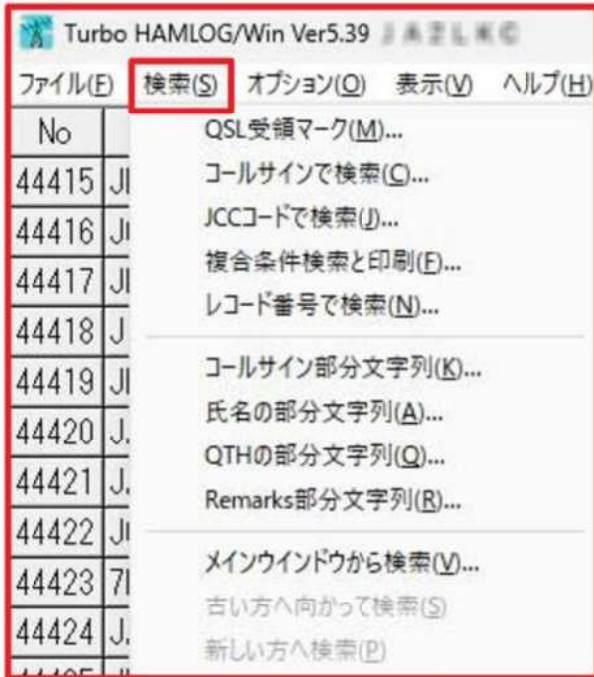 Turbo HAMLOG/Win Ver5.39
ファイル(F) 検索(S) オプション(O) 表示(V) ヘルプ(H)
No
QSL受領マーク(M)...
44415 JI
コールサインで検索(C)...
44416
JCCコードで検索(J)...
44417 JI
複合条件検索と印刷(F)...
レコード番号で検索(N)...
44418 J
44419 JI
コールサイン部分文字列(K)...
44420 J.
氏名の部分文字列(A)...
QTHの部分文字列(Q)...
44421 J.
Remarks部分文字列(R)...
44422
メインウインドウから検索(V)...
44423
古い方へ向かって検索(S)
44424 J.
新しい方へ検索(P)